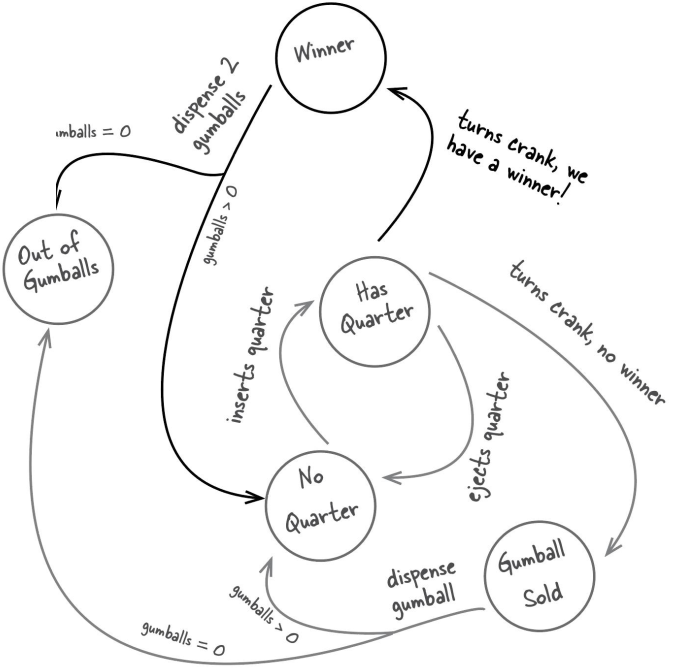 Winner
dispense 2
gumballs
imballs = 0
gumballs > 0
turns crank, we
have a winner!
Out of
Gumballs
Has
Quarter
turns crank, no winner
inserts quarter
ejects quarter
No
Quarter
Gumball
Sold
dispense
gumball
gumballs > 0
gumballs = 0